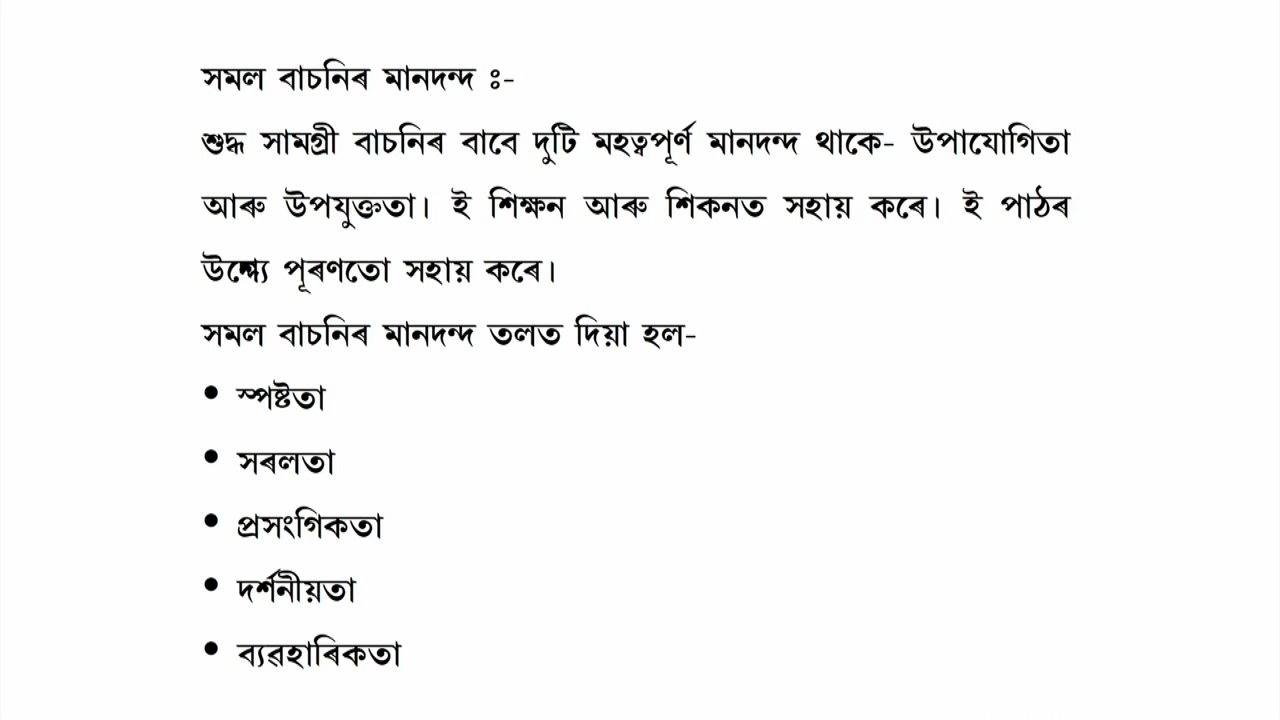 সমল বাচনিৰ মানদন্দ ঃ-
শুদ্ধ সামগ্ৰী বাচনিৰ বাবে দুটি মহত্বপূৰ্ণ মানদন্দ থাকে- উপাযোগিতা
আৰু উপযুক্ততা। ই শিক্ষন আৰু শিকনত সহায় কৰে। ই পাঠৰ
পূৰণতো সহায় কৰে।
সমল বাচনিৰ মানদন্দ তলত দিয়া হল-
• স্পষ্টতা
• সৰলতা
• প্ৰসংগিকতা
• দৰ্শনীয়তা
• ব্যৱহাৰিকতা